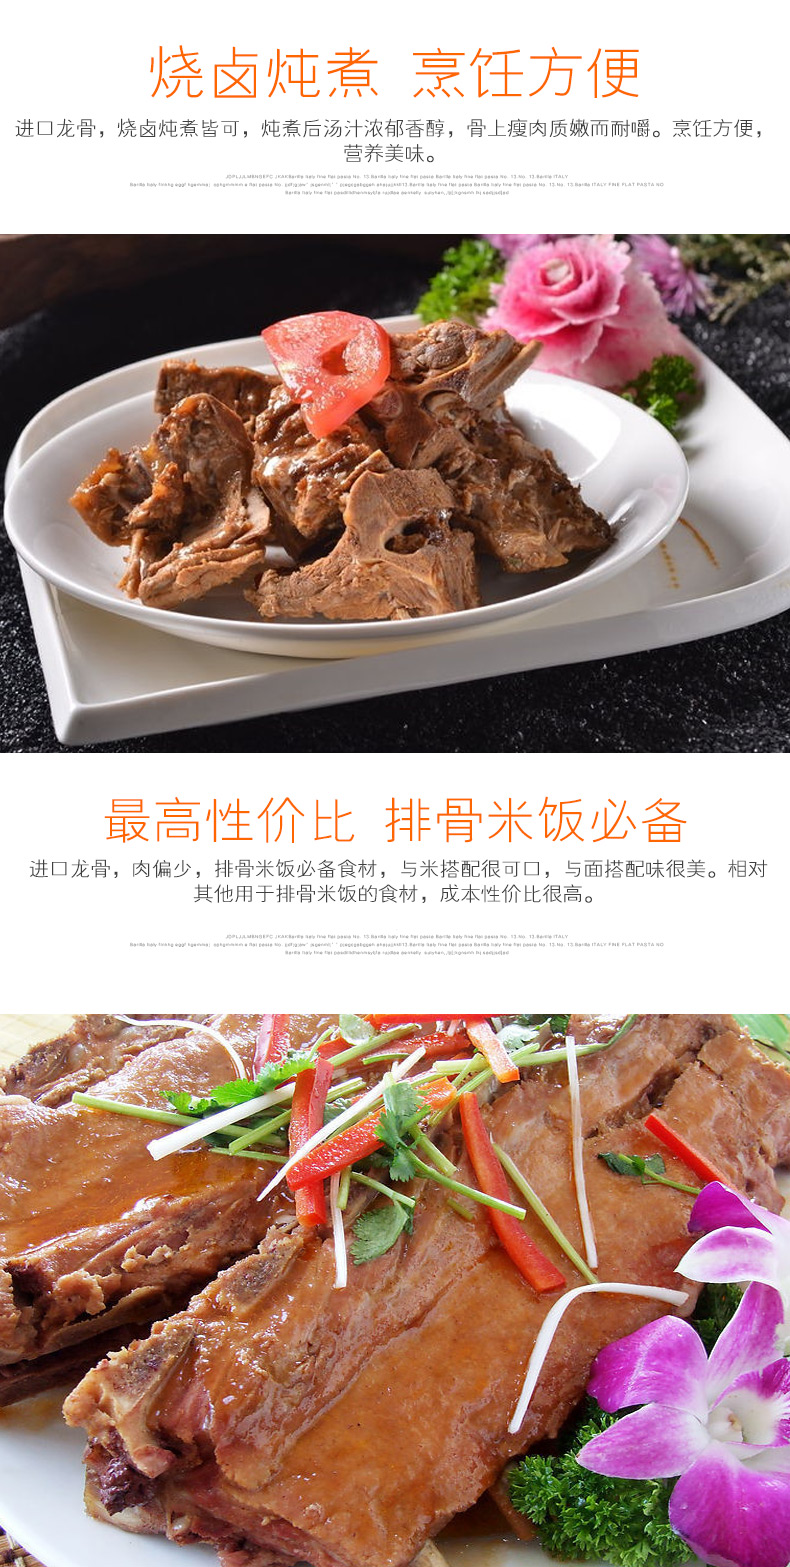 烧卤炖煮 烹饪方便
进口龙骨，烧卤炖煮皆可，炖煮后汤汁浓郁香醇，骨上瘦肉质嫩而耐嚼。烹饪方便，
营养美味。
最高性价比 排骨米饭必备
进口龙骨，肉偏少，排骨米饭必备食材，与米搭配很可口，与面搭配味很美。相对
其他用于排骨米饭的食材，成本性价比很高。